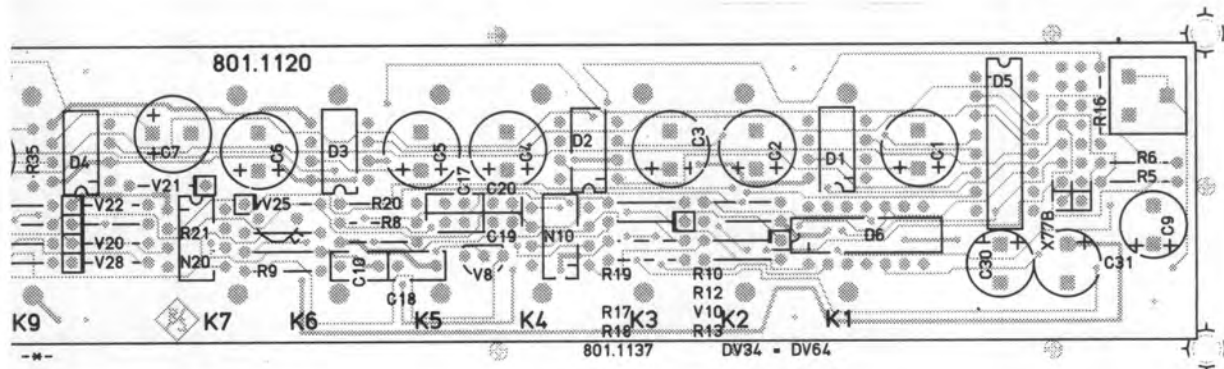 801.1120
D5
R16
R35
D4
C7
C6
D3
C5
C4
D2
C3
C2
D1
C1
R6
R5
V21
C17
C20
V22
V25
R20
R8
X77B
C9
R21
V20
N20
V28
R9
C10
C18
C19
V8
N10
R19
R10
D6
C30
C31
R12
R17
V10
R18
R13
K9
K7
K6
K5
K4
K3
K2
K1
-*-
801.1137
DV34 - DV64